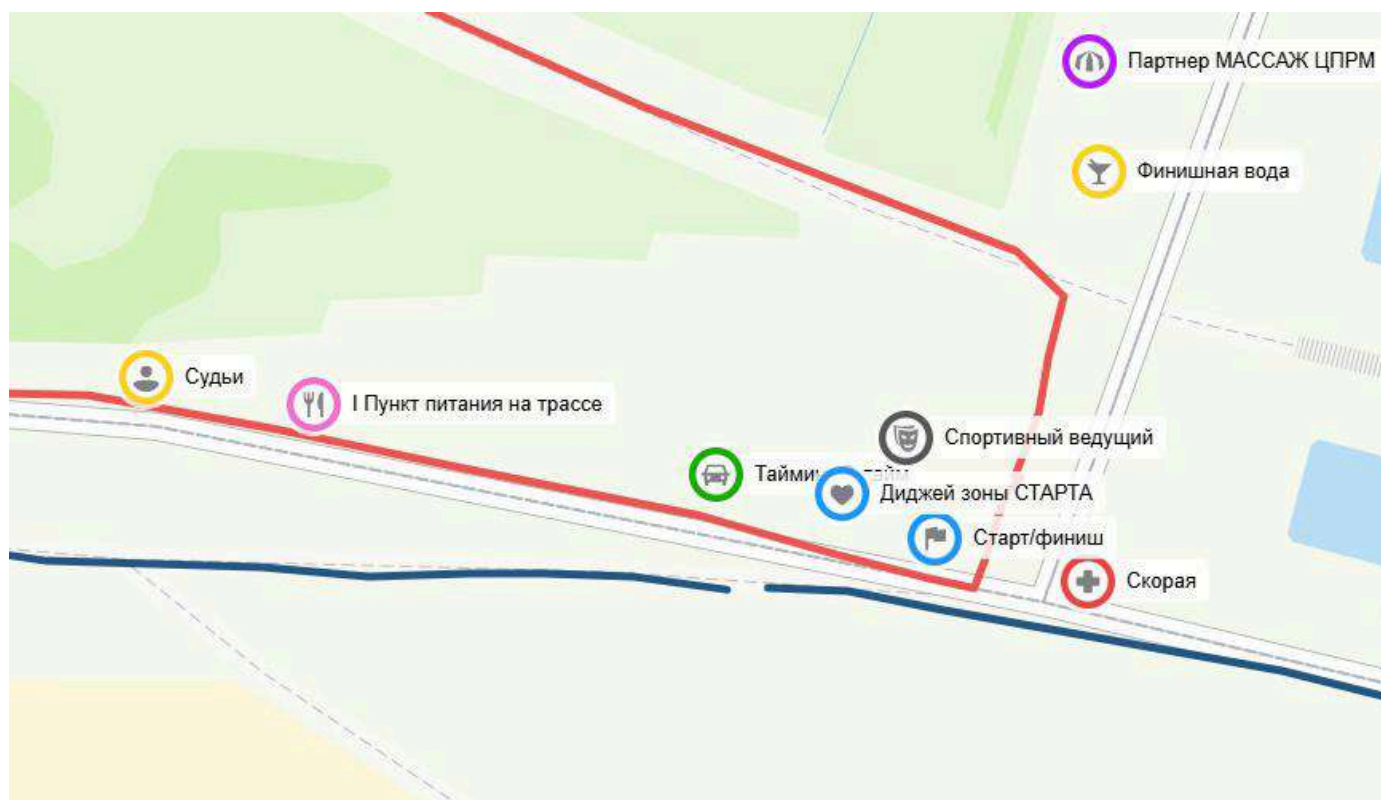 Партнер МАССАЖ ЦПРМ
Финишная вода
Судьи
I Пункт питания на трассе
Спортивный ведущий
Диджей зоны СТАРТА
Старт/финиш
Скорая